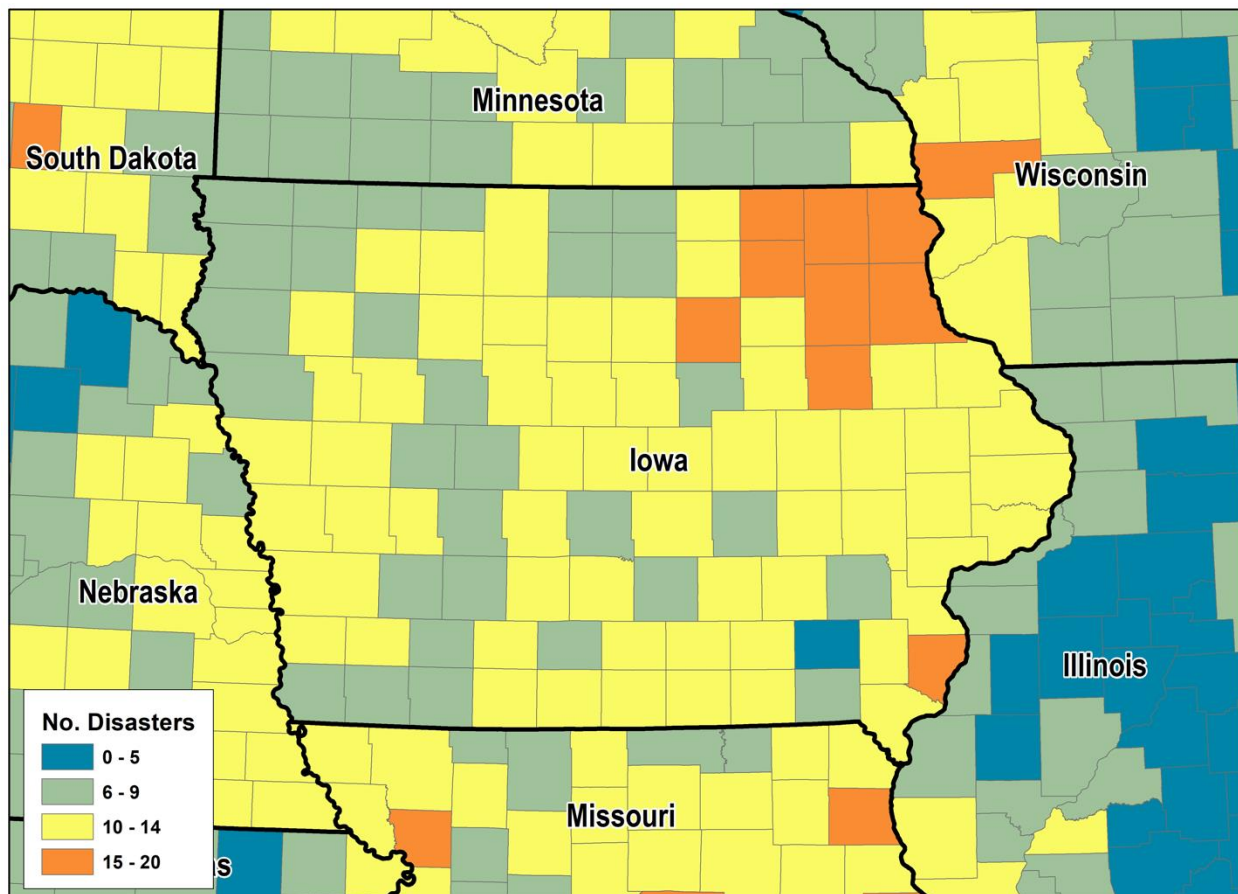 Minnesota
South Dakota
Wisconsin
Iowa
Nebraska
Illinois
Missouri
No. Disasters
0 - 5
6 - 9
10 - 14
15 - 20